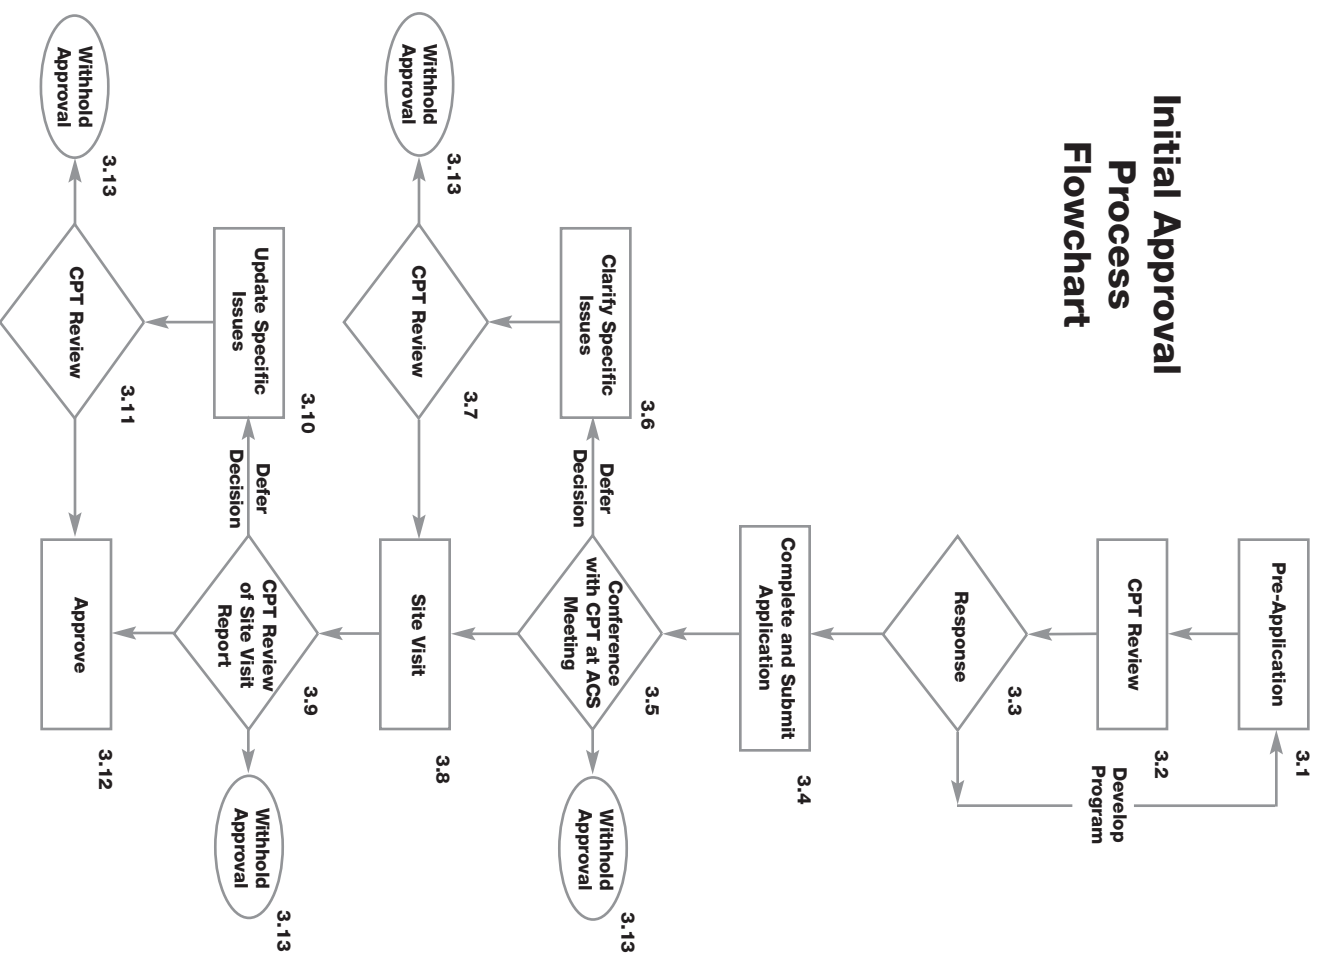 Initial Approval
Process
Flowchart
Pre-Application
3.1
CPT Review
3.2
Develop
Program
Response
3.3
Complete and Submit
Application
3.4
Conference
with CPT at ACS
Meeting
3.5
Withhold
Approval
3.13
Defer
Decision
Clarify Specific
Issues
3.6
CPT Review
3.7
Withhold
Approval
3.13
Site Visit
3.8
CPT Review
of Site Visit
Report
3.9
Withhold
Approval
3.13
Defer
Decision
Update Specific
Issues
3.10
CPT Review
3.11
Withhold
Approval
3.13
Approve
3.12